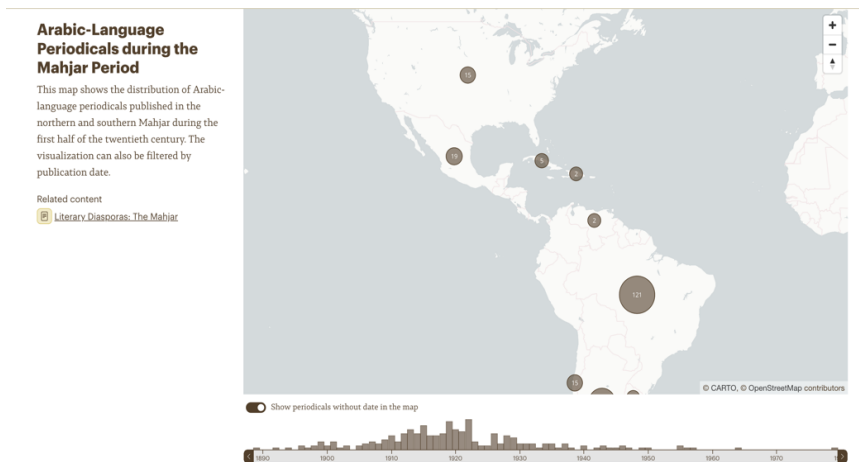 Arabic-Language
Periodicals during the
Mahjar Period
This map shows the distribution of Arabic-
language periodicals published in the
northern and southern Mahjar during the
first half of the twentieth century. The
visualization can also be filtered by
publication date.
Related content
Literary Diasporas: The Mahjar
15
19
5
2
2
121
15
© CARTO, © OpenStreetMap contributors
Show periodicals without date in the map
1890 1900 1910 1920 1930 1940 1950 1960 1970